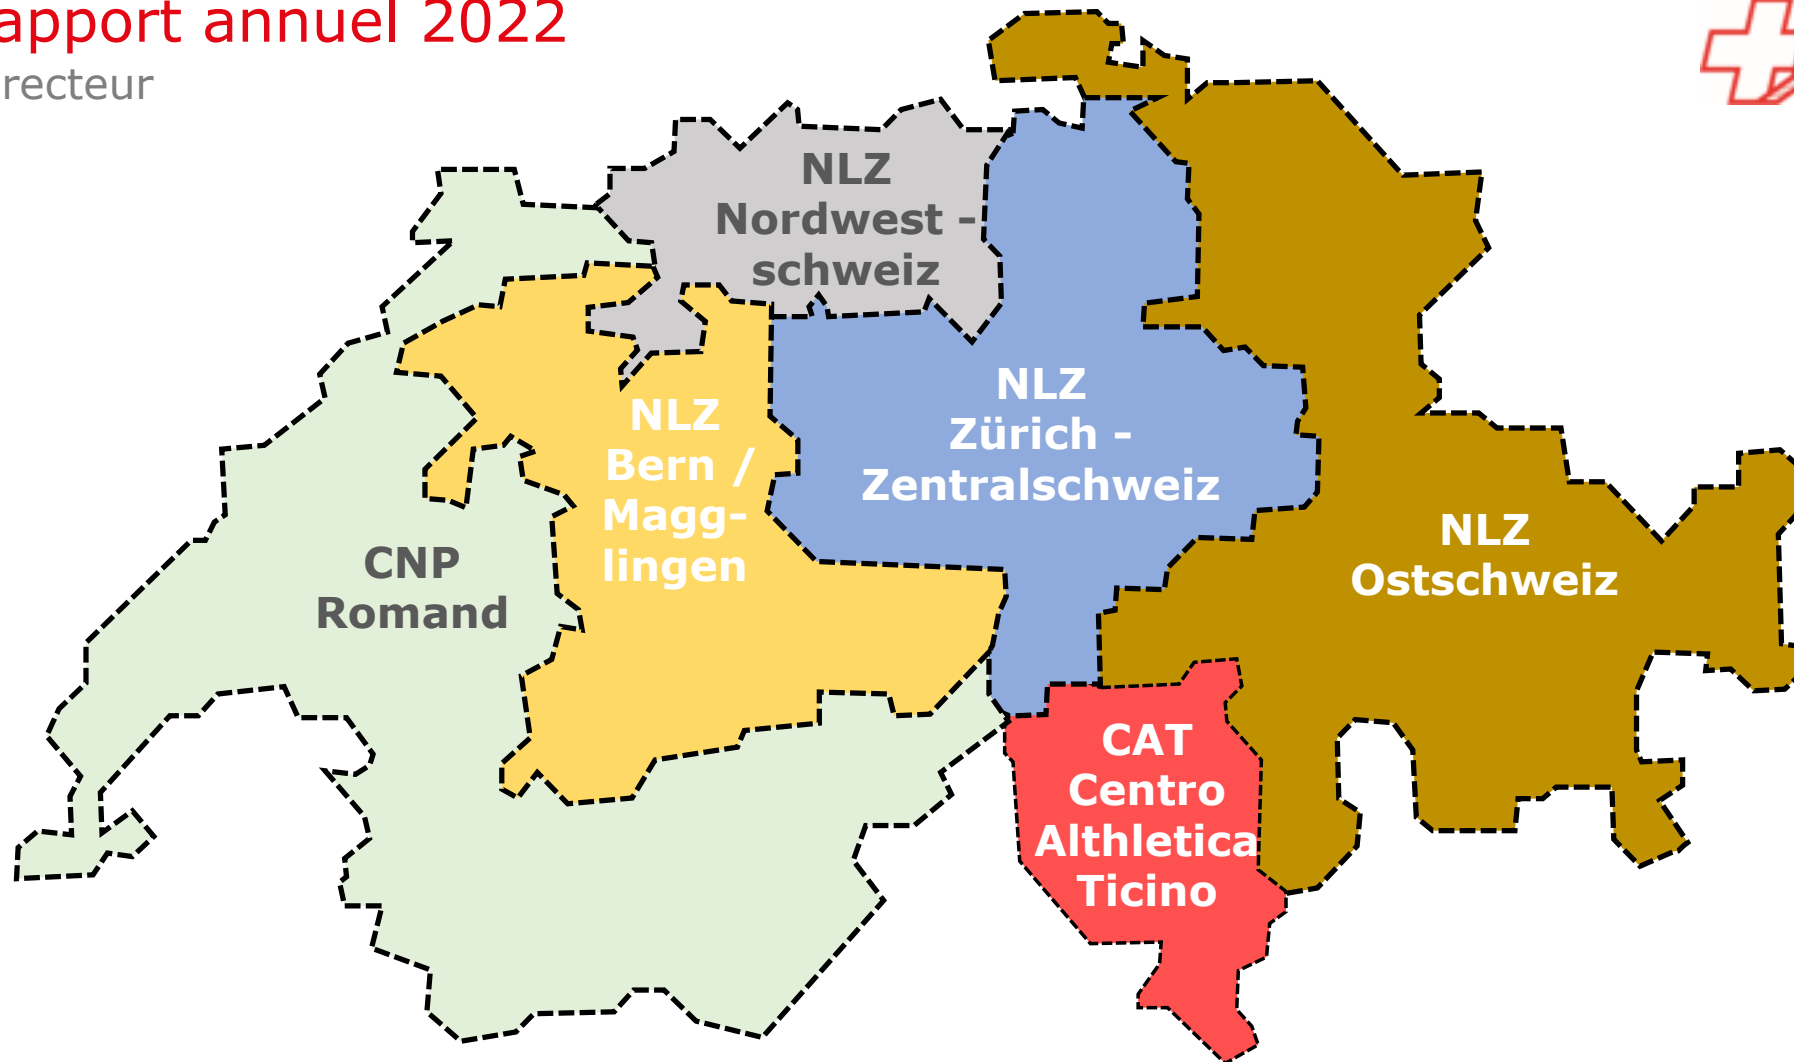 apport annuel 2022
recteur
NLZ
Nordwest -
schweiz
NLZ
Zürich -
Zentralschweiz
NLZ
Bern /
Magg-
lingen
NLZ
Ostschweiz
CNP
Romand
CAT
Centro
Althletica
Ticino